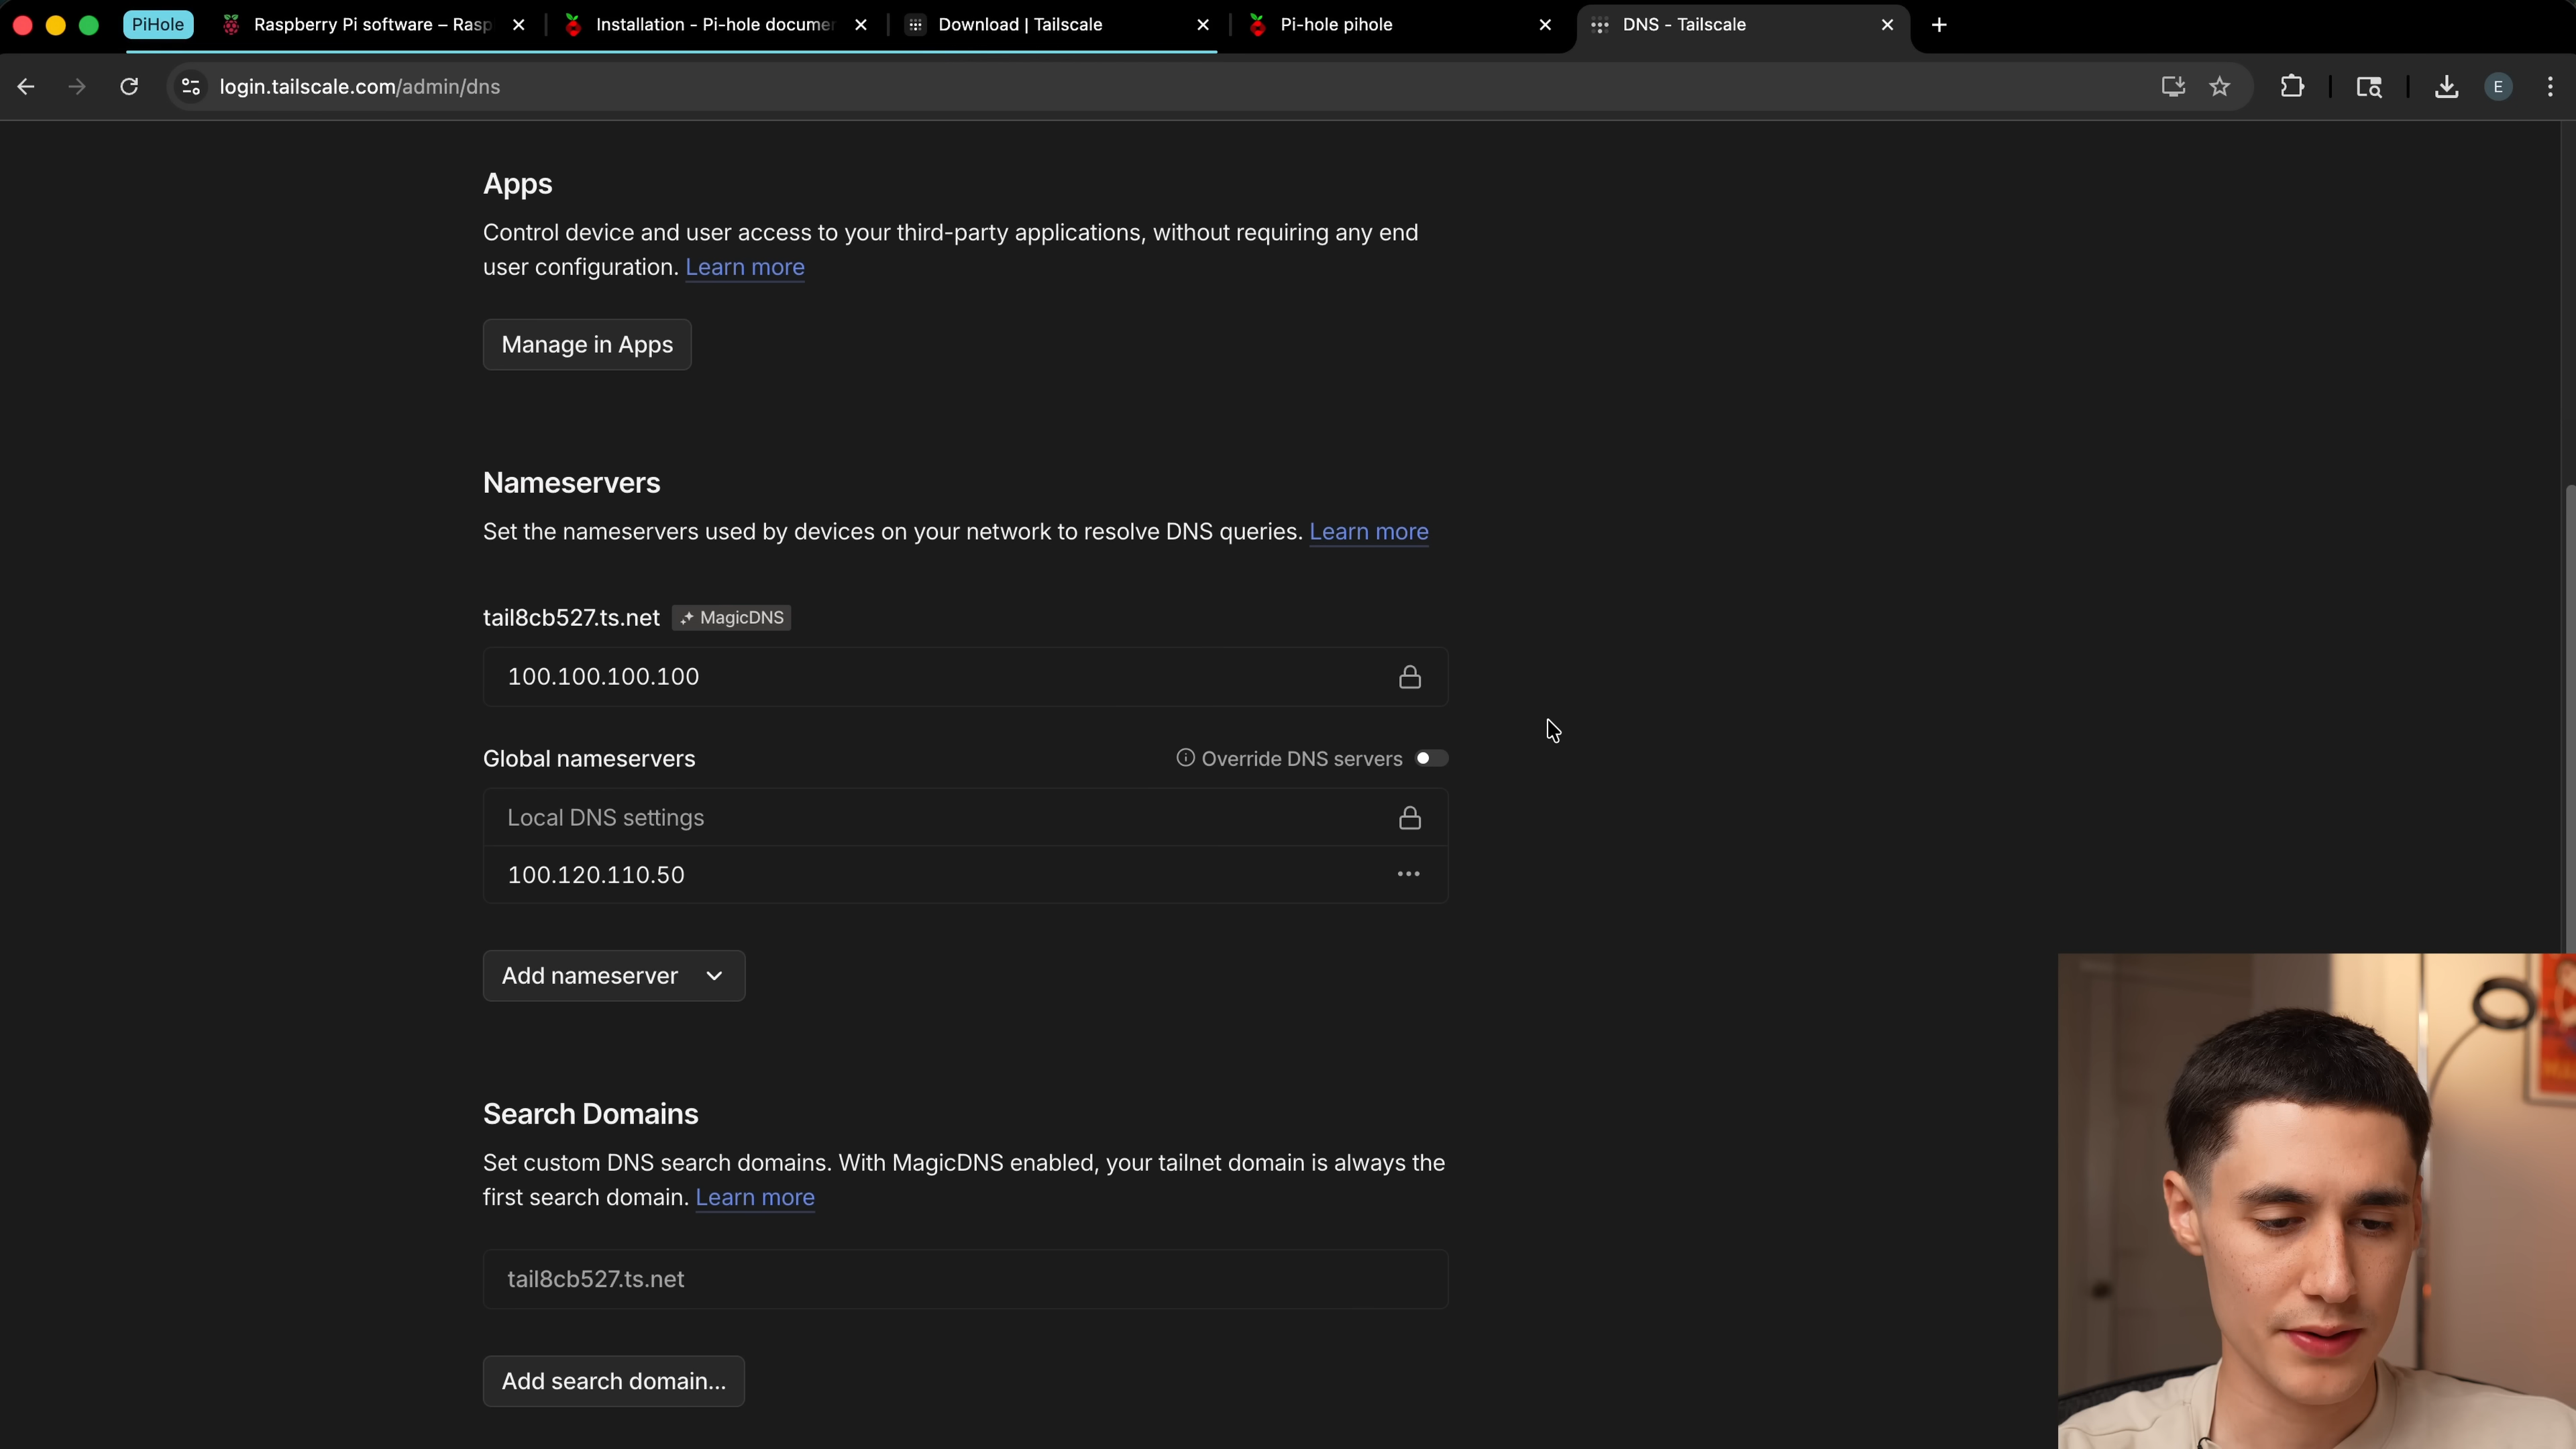 PiHole
Raspberry Pi software – Rasp
Installation - Pi-hole documen
Download | Tailscale
Pi-hole pihole
DNS - Tailscale
login.tailscale.com/admin/dns
E
Apps
Control device and user access to your third-party applications, without requiring any end
user configuration. Learn more
Manage in Apps
Nameservers
Set the nameservers used by devices on your network to resolve DNS queries. Learn more
tail8cb527.ts.net MagicDNS
100.100.100.100
Global nameservers
Override DNS servers
Local DNS settings
100.120.110.50
Add nameserver
Search Domains
Set custom DNS search domains. With MagicDNS enabled, your tailnet domain is always the
first search domain. Learn more
tail8cb527.ts.net
Add search domain...